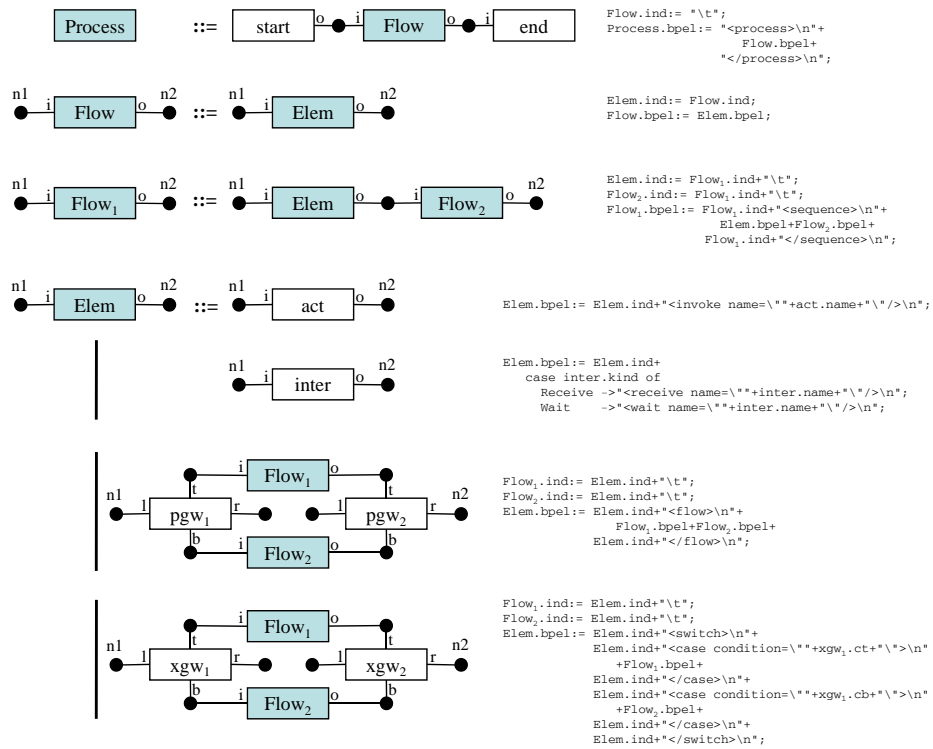 Process ::= start o i Flow o i end
Flow.ind:= "\t";
Process.bpel:= "<process>\n"+
Flow.bpel+
"</process>\n";
n1 i Flow o n2 ::= n1 i Elem o n2
Elem.ind:= Flow.ind;
Flow.bpel:= Elem.bpel;
n1 i Flow₁ o n2 ::= n1 i Elem o i Flow₂ o n2
Elem.ind:= Flow₁.ind+"\t";
Flow₂.ind:= Flow₁.ind+"\t";
Flow₁.bpel:= Flow₁.ind+"<sequence>\n"+
Elem.bpel+Flow₂.bpel+
Flow₁.ind+"</sequence>\n";
n1 i Elem o n2 ::= n1 i act o n2
Elem.bpel:= Elem.ind+"<invoke name=\""+act.name+"\"/>\n";
n1 i inter o n2
Elem.bpel:= Elem.ind+
case inter.kind of
Receive ->"<receive name=\""+inter.name+"\"/>\n";
Wait ->"<wait name=\""+inter.name+"\"/>\n";
i Flow₁ o
t t
n1 l pgw₁ r l pgw₂ r n2
b b
i Flow₂ o
Flow₁.ind:= Elem.ind+"\t";
Flow₂.ind:= Elem.ind+"\t";
Elem.bpel:= Elem.ind+"<flow>\n"+
Flow₁.bpel+Flow₂.bpel+
Elem.ind+"</flow>\n";
i Flow₁ o
t t
n1 l xgw₁ r l xgw₂ r n2
b b
i Flow₂ o
Flow₁.ind:= Elem.ind+"\t";
Flow₂.ind:= Elem.ind+"\t";
Elem.bpel:= Elem.ind+"<switch>\n"+
Elem.ind+"<case condition=\""+xgw₁.ct+"\">\n"
+Flow₁.bpel+
Elem.ind+"</case>\n"+
Elem.ind+"<case condition=\""+xgw₁.cb+"\">\n"
+Flow₂.bpel+
Elem.ind+"</case>\n"+
Elem.ind+"</switch>\n";